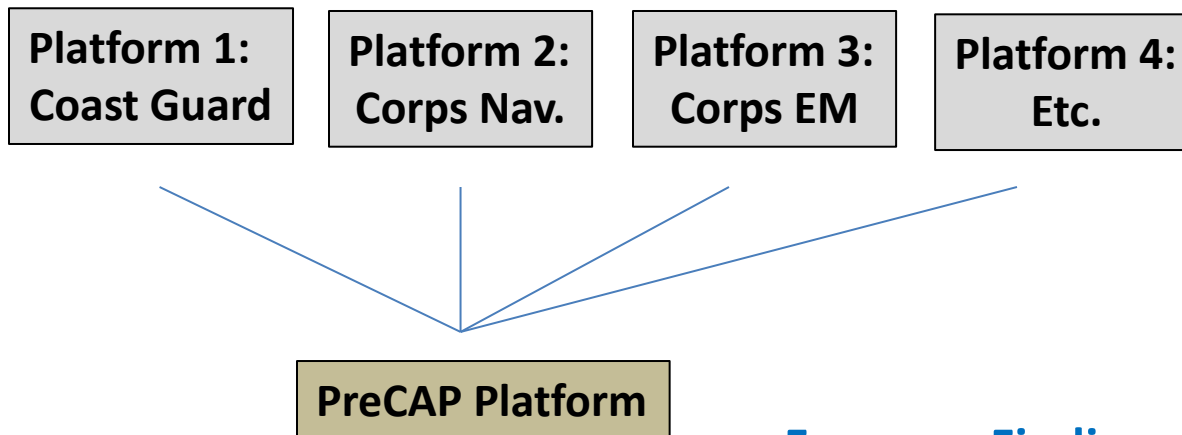 Platform 1:
Coast Guard
Platform 2:
Corps Nav.
Platform 3:
Corps EM
Platform 4:
Etc.
PreCAP Platform